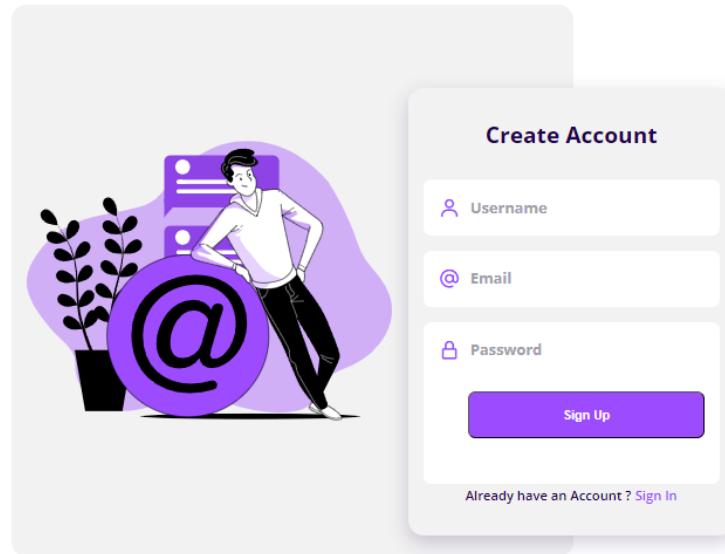 Create Account
Username
@ Email
Password
Sign Up
Already have an Account ? Sign In
@